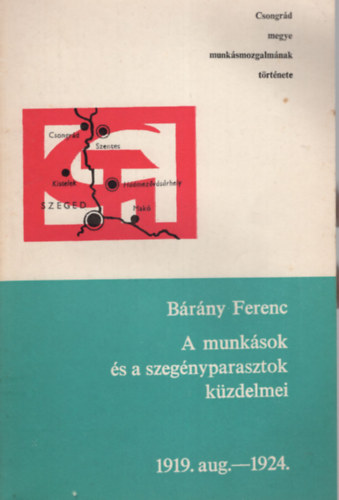 Csongrád
megye
munkásmozgalmának
története
Csongrád
Szentes
Kistelek
Hódmezővásárhely
SZEGED
Makó
Bárány Ferenc
A munkások
és a szegényparasztok
küzdelmei
1919. aug.—1924.